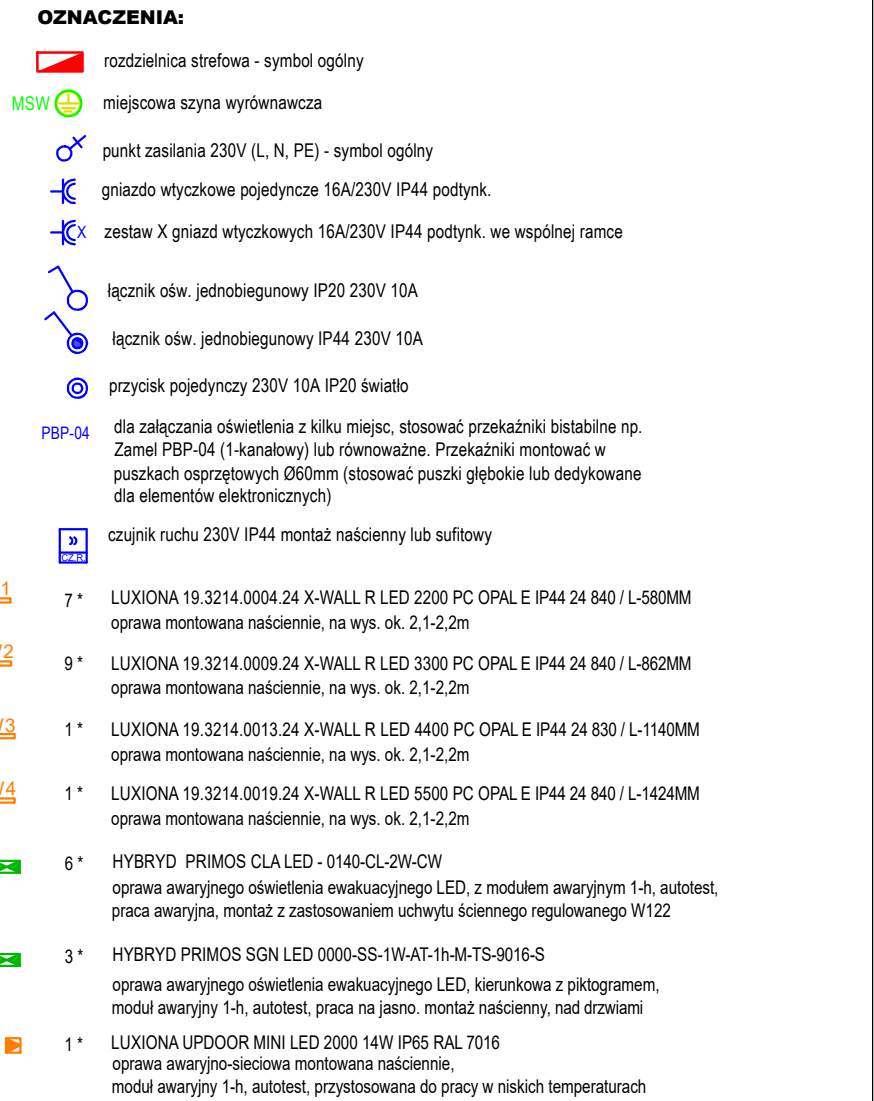 OZNACZENIA:
rozdzielnica strefowa - symbol ogólny
MSW miejscowa szyna wyrównawcza
punkt zasilania 230V (L, N, PE) - symbol ogólny
gniazdo wtyczkowe pojedyncze 16A/230V IP44 podtynk.
X zestaw X gniazd wtyczkowych 16A/230V IP44 podtynk. we wspólnej ramce
łącznik ośw. jednobiegunowy IP20 230V 10A
łącznik ośw. jednobiegunowy IP44 230V 10A
przycisk pojedynczy 230V 10A IP20 światło
PBP-04 dla załączania oświetlenia z kilku miejsc, stosować przekaźniki bistabilne np.
Zamel PBP-04 (1-kanałowy) lub równoważne. Przekaźniki montować w
puszkach osprzętowych Ø60mm (stosować puszki głębokie lub dedykowane
dla elementów elektronicznych)
czujnik ruchu 230V IP44 montaż naścienny lub sufitowy
CZ.R.
1 7 * LUXIONA 19.3214.0004.24 X-WALL R LED 2200 PC OPAL E IP44 24 840 / L-580MM
oprawa montowana naściennie, na wys. ok. 2,1-2,2m
/2 9 * LUXIONA 19.3214.0009.24 X-WALL R LED 3300 PC OPAL E IP44 24 840 / L-862MM
oprawa montowana naściennie, na wys. ok. 2,1-2,2m
/3 1 * LUXIONA 19.3214.0013.24 X-WALL R LED 4400 PC OPAL E IP44 24 830 / L-1140MM
oprawa montowana naściennie, na wys. ok. 2,1-2,2m
/4 1 * LUXIONA 19.3214.0019.24 X-WALL R LED 5500 PC OPAL E IP44 24 840 / L-1424MM
oprawa montowana naściennie, na wys. ok. 2,1-2,2m
6 * HYBRYD PRIMOS CLA LED - 0140-CL-2W-CW
oprawa awaryjnego oświetlenia ewakuacyjnego LED, z modułem awaryjnym 1-h, autotest,
praca awaryjna, montaż z zastosowaniem uchwytu ściennego regulowanego W122
3 * HYBRYD PRIMOS SGN LED 0000-SS-1W-AT-1h-M-TS-9016-S
oprawa awaryjnego oświetlenia ewakuacyjnego LED, kierunkowa z piktogramem,
moduł awaryjny 1-h, autotest, praca na jasno. montaż naścienny, nad drzwiami
1 * LUXIONA UPDOOR MINI LED 2000 14W IP65 RAL 7016
oprawa awaryjno-sieciowa montowana naściennie,
moduł awaryjny 1-h, autotest, przystosowana do pracy w niskich temperaturach